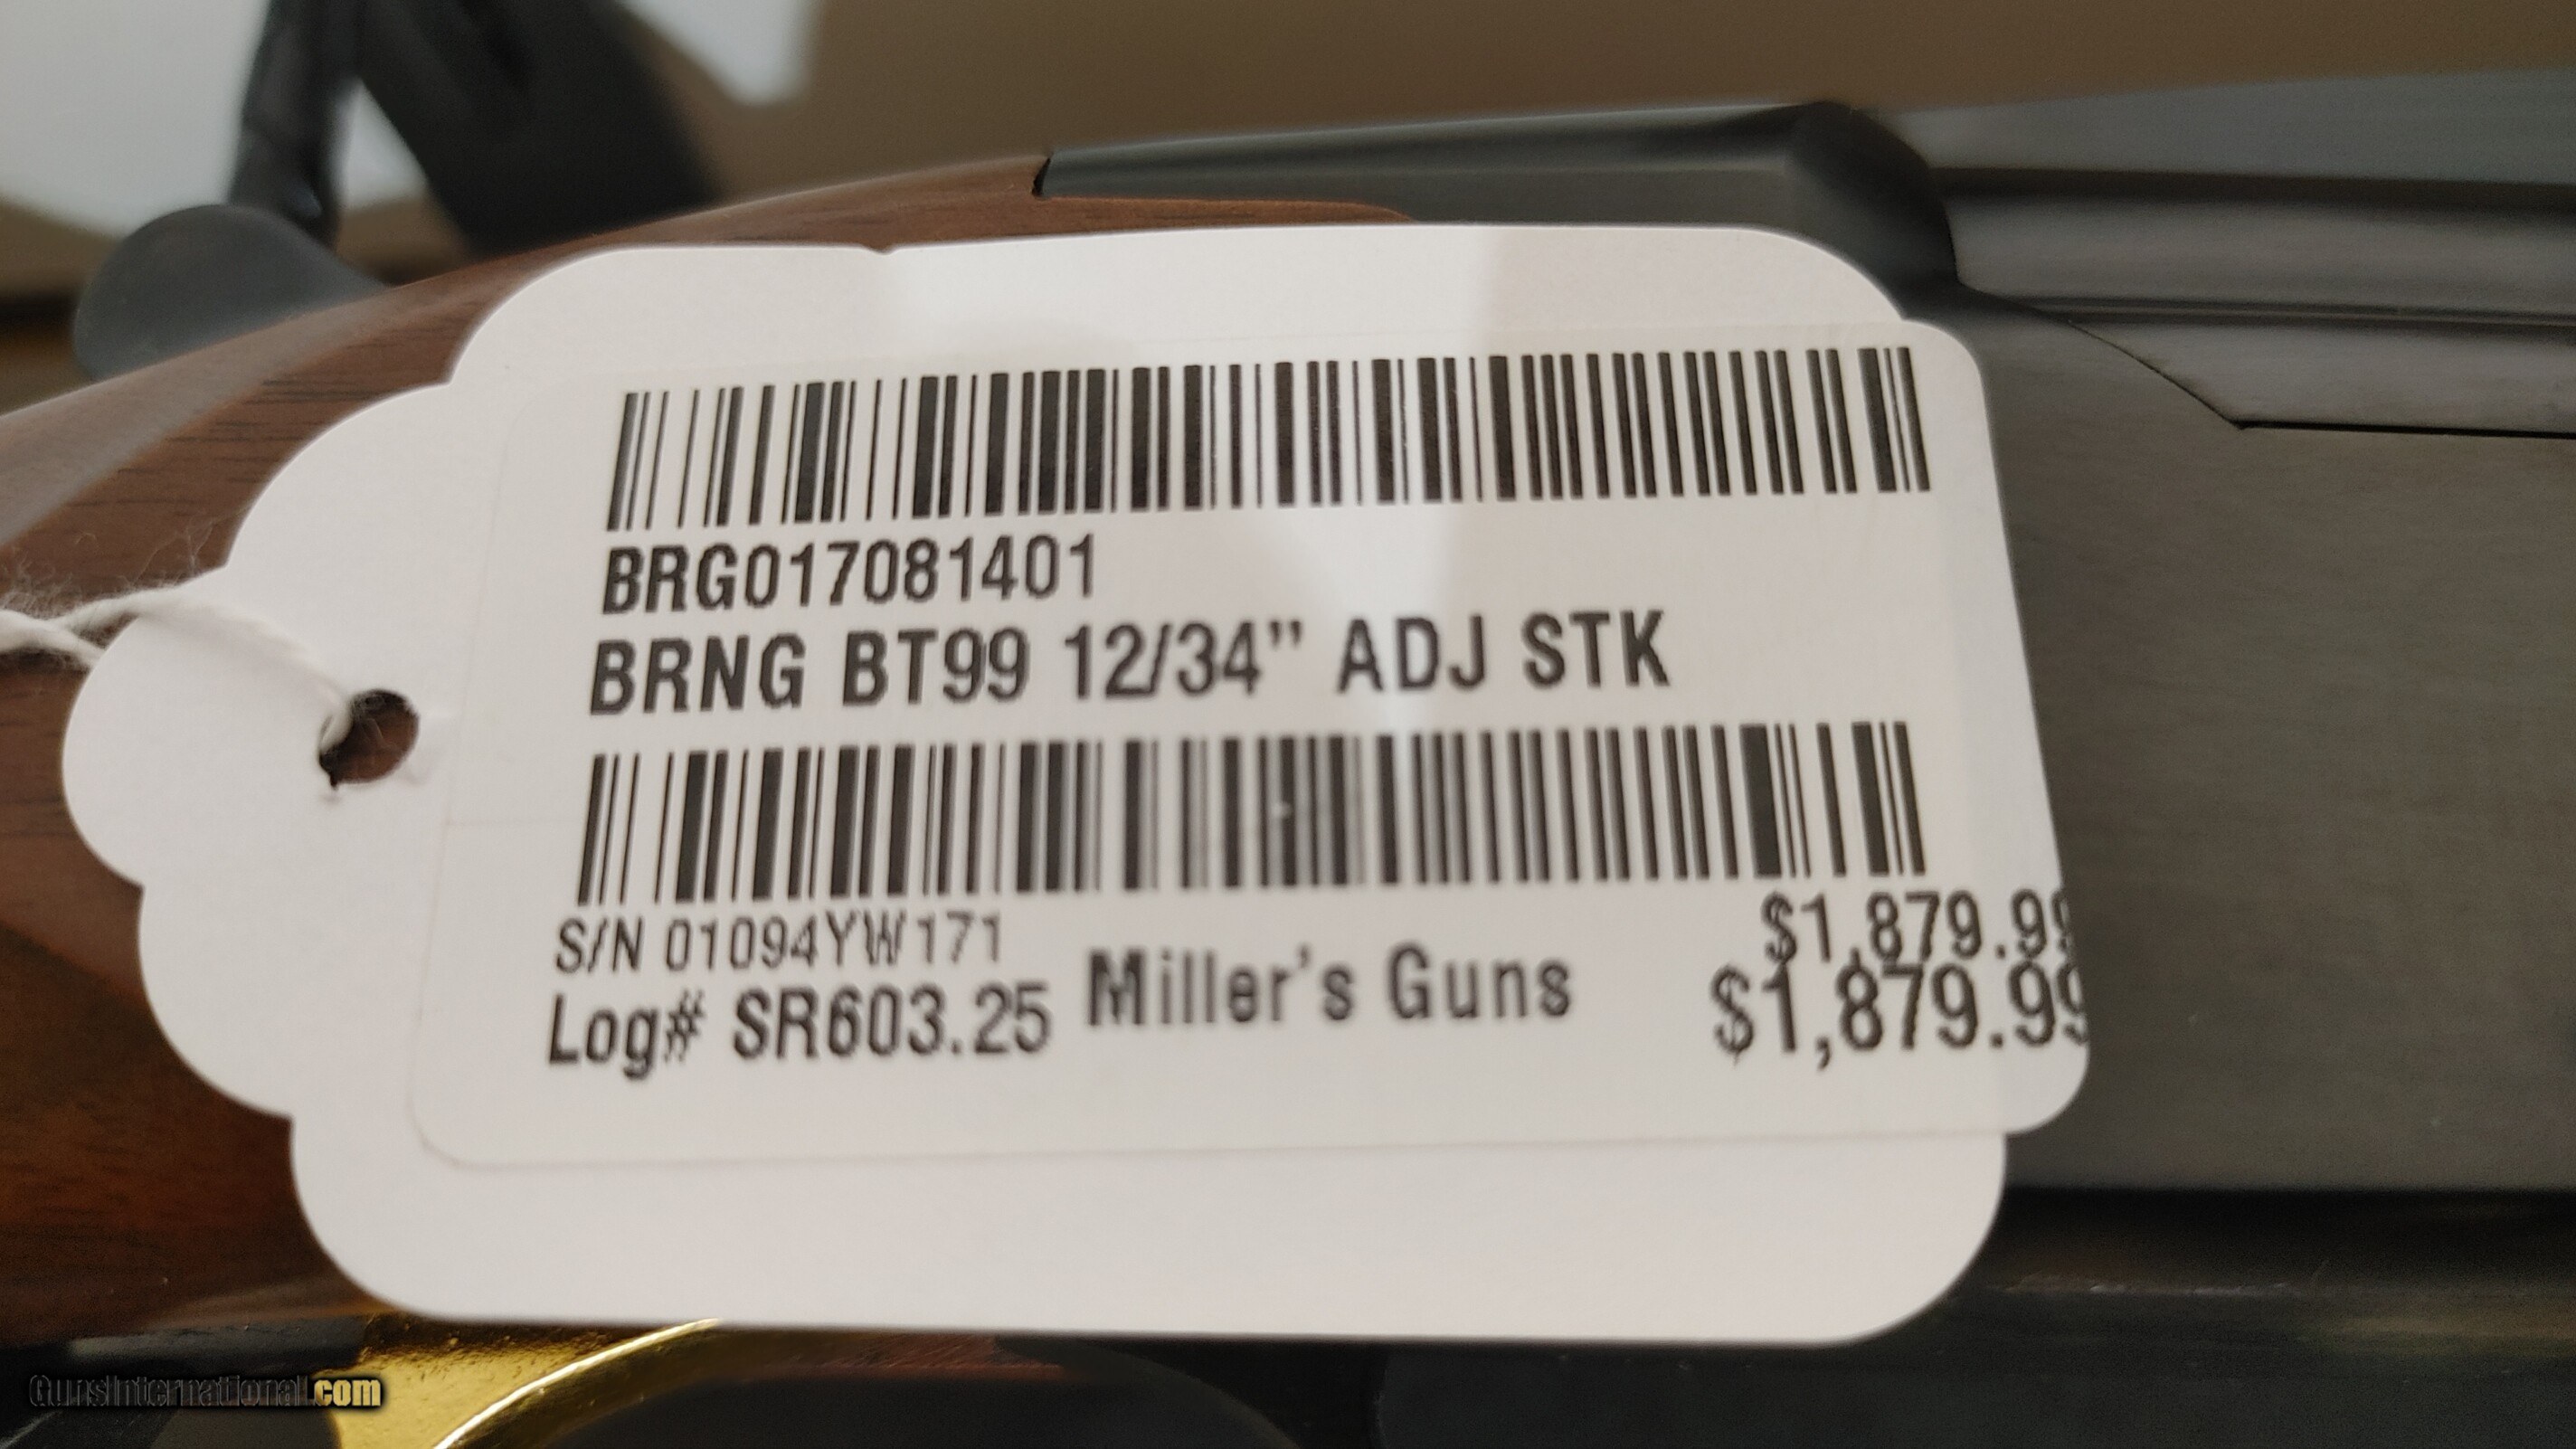 BRG017081401
BRNG BT99 12/34” ADJ STK
S/N 01094YW171
$1,879.99
Log# SR603.25
Miller's Guns
$1,879.99
GunsInternational.com